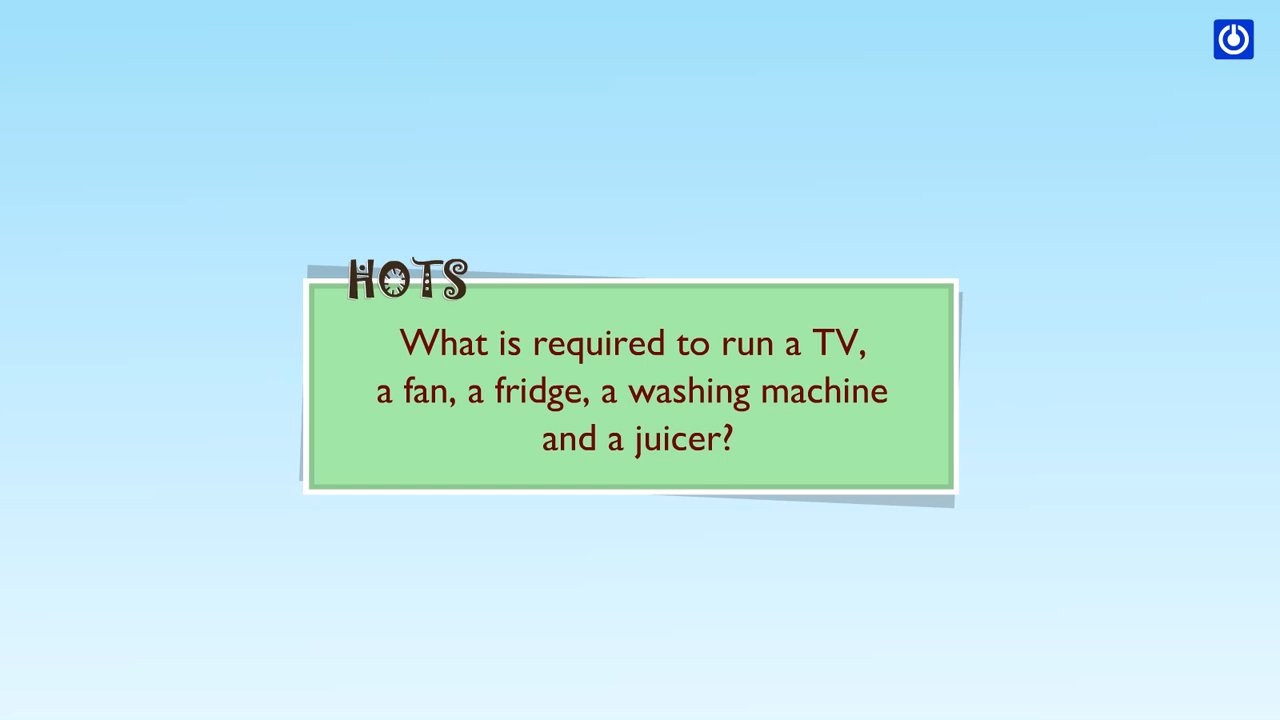 HOTS
What is required to run a TV,
a fan, a fridge, a washing machine
and a juicer?